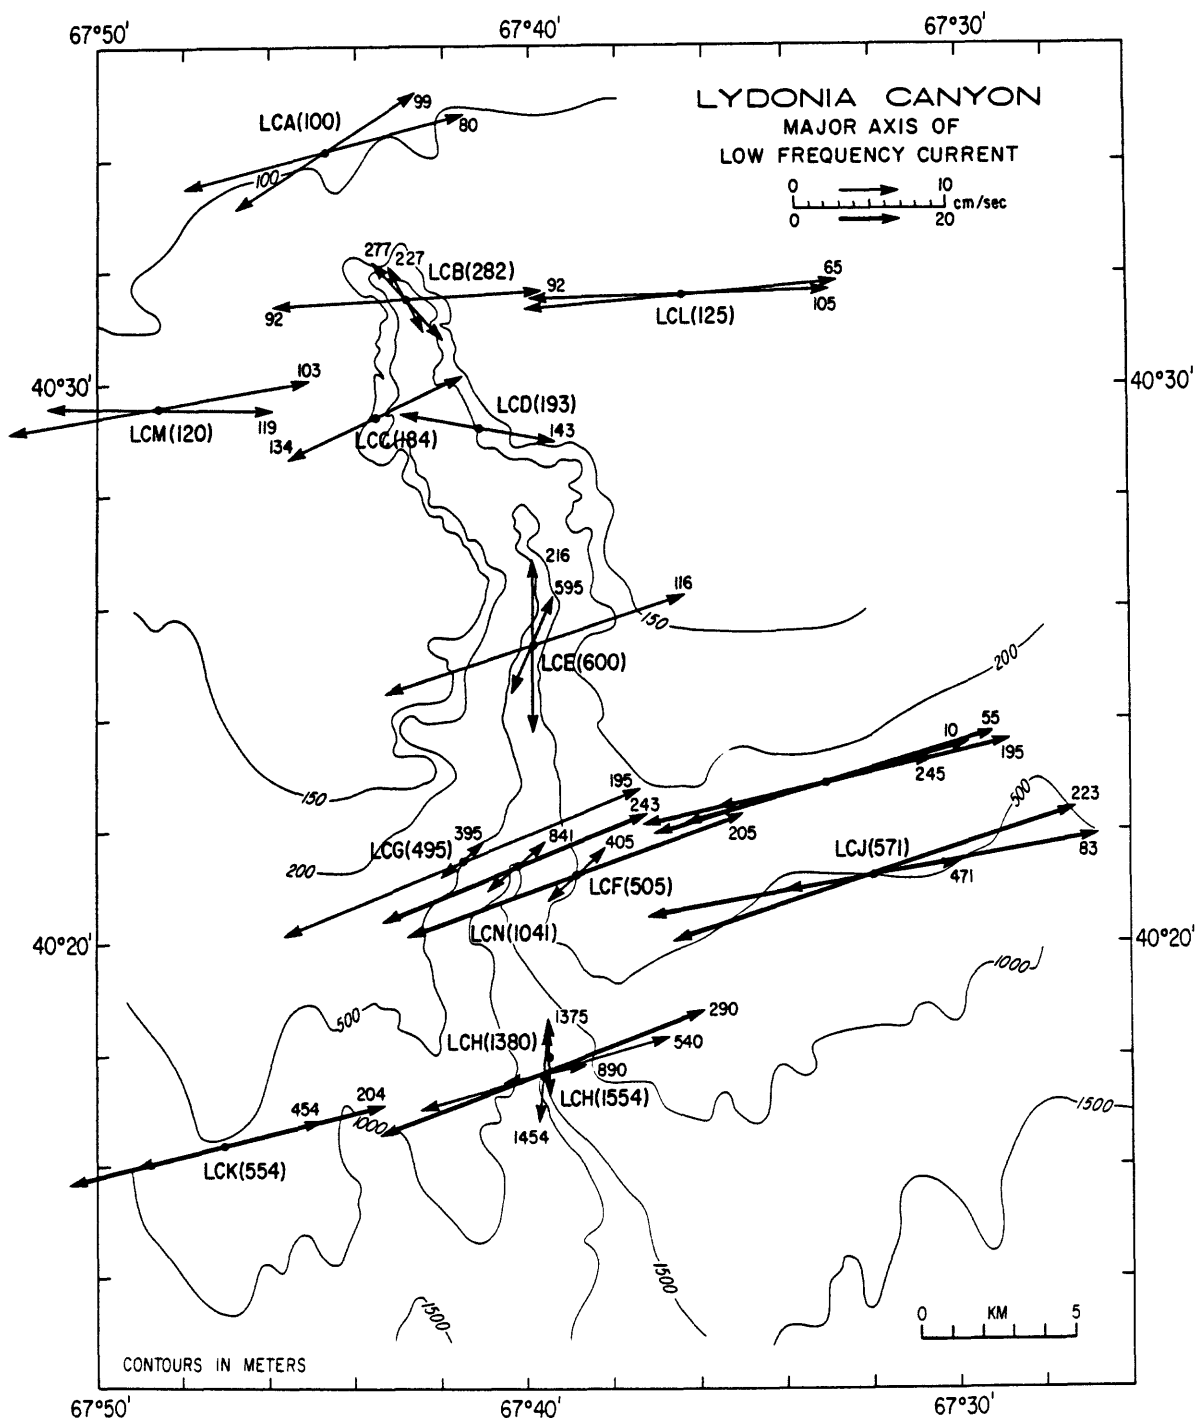 67°50' 67°40' 67°30'
LYDONIA CANYON
MAJOR AXIS OF
LOW FREQUENCY CURRENT
0 10
cm/sec
0 20
99
LCA(100)
80
100
277
227
LCB(282)
92
92
65
LCL(125)
105
40°30' 40°30'
103
LCM(120)
119
134
LCC(184)
LCD(193)
143
216
595
116
150
LCE(600)
200
150
10
55
195
245
195
243
223
500
395
841
405
205
LCG(495)
LCJ(571)
83
200
LCF(505)
471
LCN(1041)
40°20' 40°20'
1000
500
1375
290
LCH(1380)
540
890
LCH(1554)
454
204
1000
1454
1500
LCK(554)
1500
1500
0 KM 5
CONTOURS IN METERS
67°50' 67°40' 67°30'